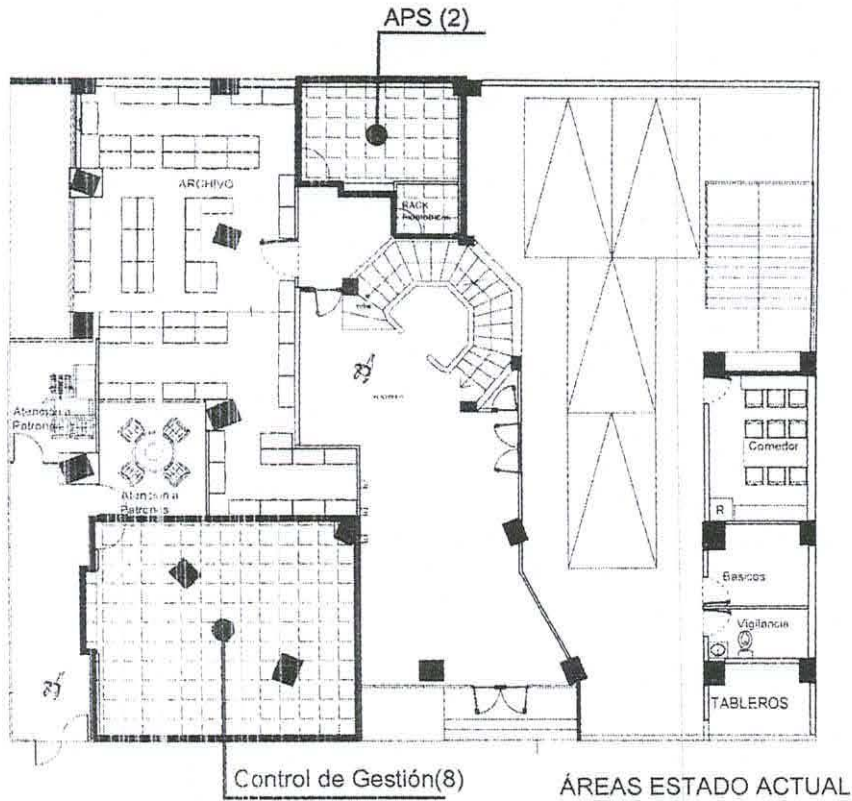 APS (2)
ARCHIVO
RACK
Atención a
Patrones
Atención a
Patrones
Comedor
R
Basicos
Vigilancia
TABLEROS
Control de Gestión(8)
ÁREAS ESTADO ACTUAL